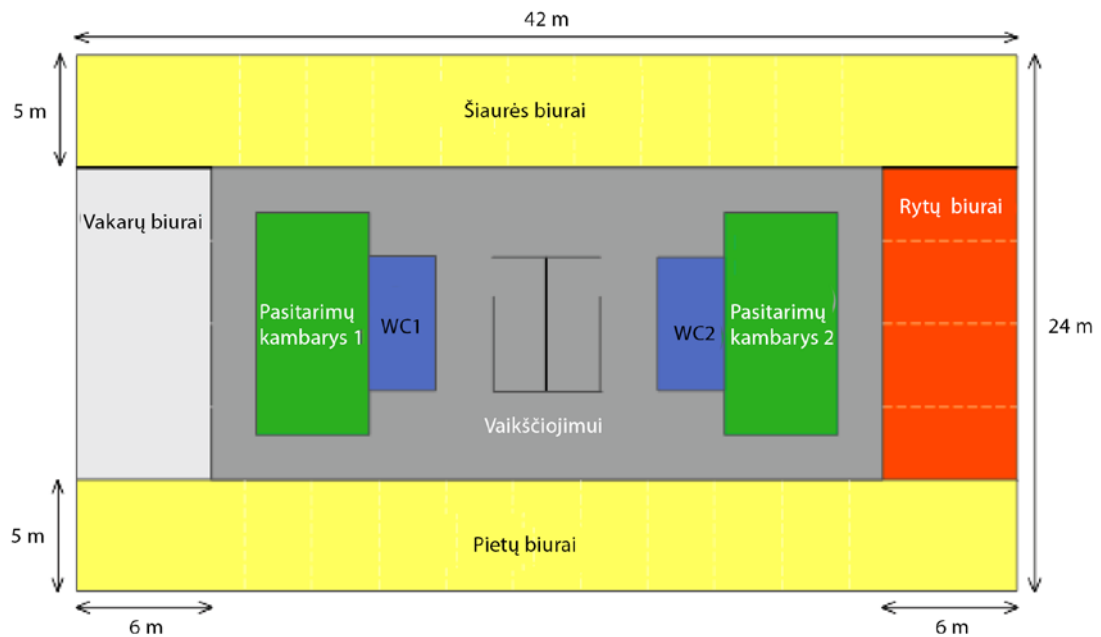 42 m
5 m
Šiaurės biurai
Vakarų biurai
Rytų biurai
Pasitarimų
kambarys 1
WC1
WC2
Pasitarimų
kambarys 2
24 m
Vaikščiojimui
5 m
Pietų biurai
6 m
6 m